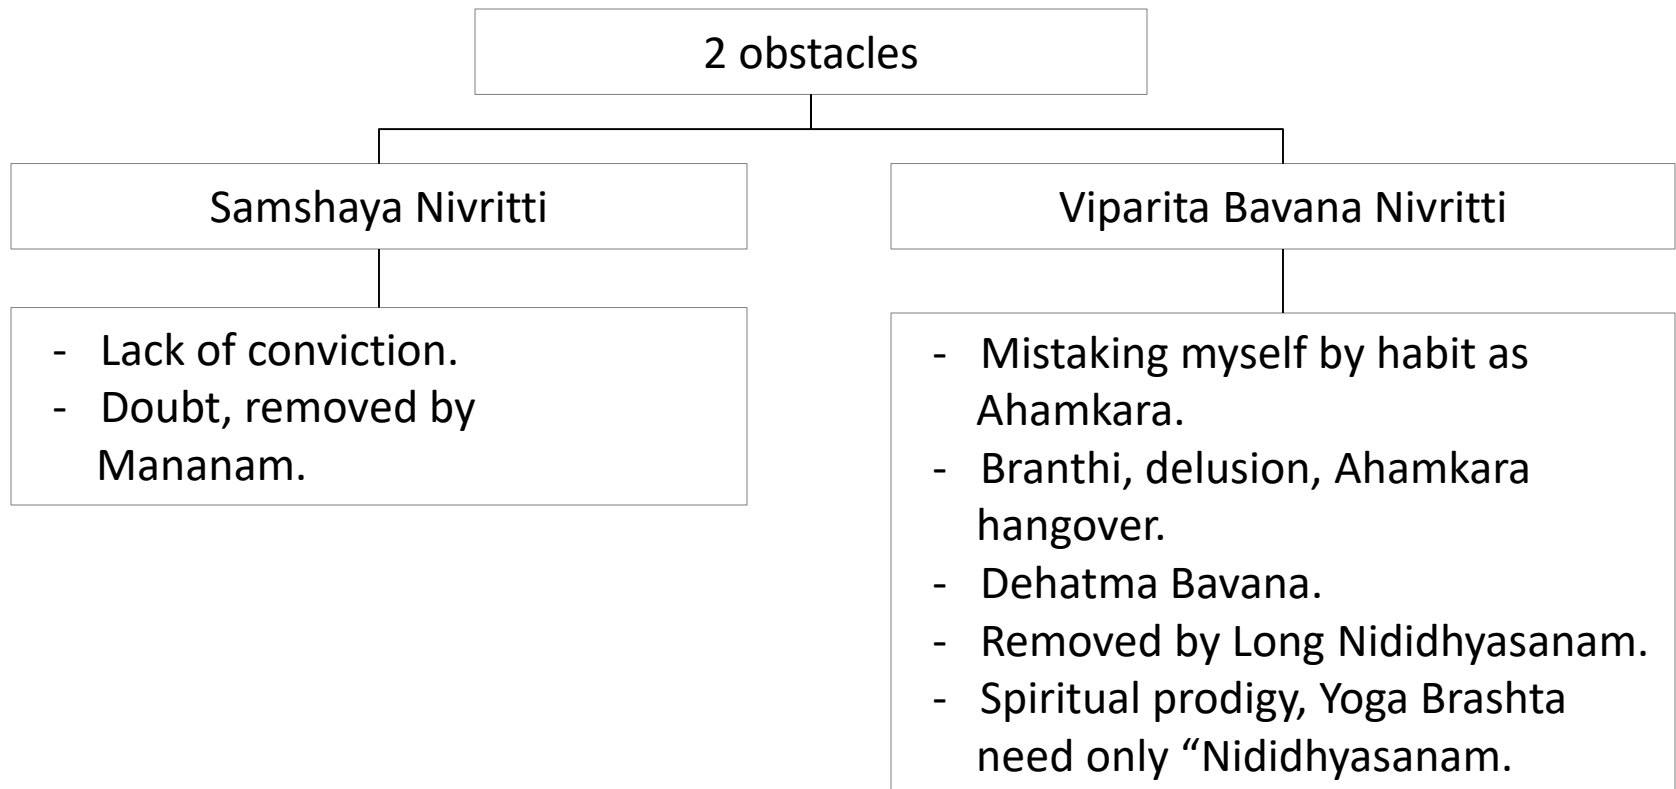 2 obstacles
Samshaya Nivritti
- Lack of conviction.
- Doubt, removed by
Mananam.
Viparita Bavana Nivritti
- Mistaking myself by habit as
Ahamkara.
- Branthi, delusion, Ahamkara
hangover.
- Dehatma Bavana.
- Removed by Long Nididhyasanam.
- Spiritual prodigy, Yoga Brashta
need only “Nididhyasanam.